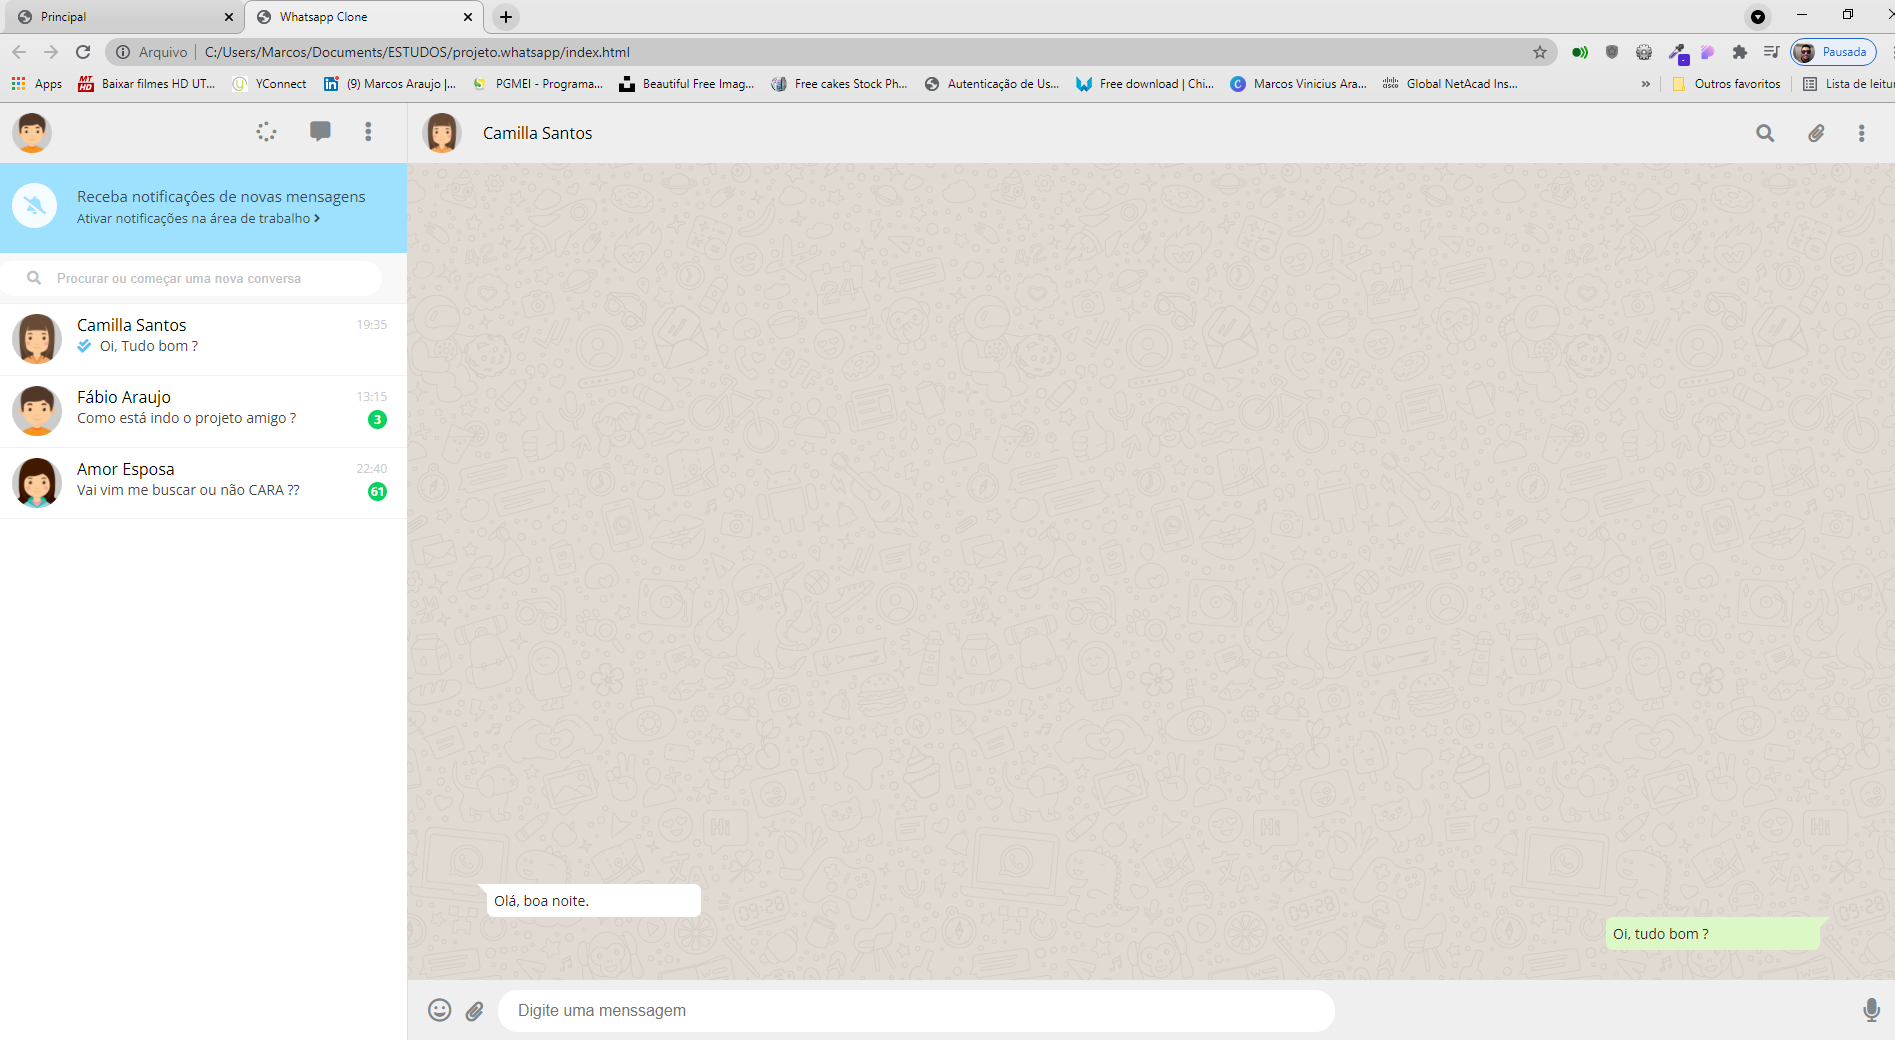 Principal
Whatsapp Clone
Arquivo C:/Users/Marcos/Documents/ESTUDOS/projeto.whatsapp/index.html
Pausada
Apps
MT HD Baixar filmes HD UT...
YConnect
(9) Marcos Araujo |...
PGMEI - Programa...
Beautiful Free Imag...
Free cakes Stock Ph...
Autenticação de Us...
Free download | Chi...
Marcos Vinicius Ara...
Global NetAcad Ins...
Outros favoritos
Lista de leitu
Camilla Santos
Receba notificações de novas mensagens
Ativar notificações na área de trabalho
Procurar ou começar uma nova conversa
Camilla Santos 19:35
Oi, Tudo bom ?
Fábio Araujo 13:15
Como está indo o projeto amigo ? 3
Amor Esposa 22:40
Vai vim me buscar ou não CARA ?? 61
Olá, boa noite.
Oi, tudo bom ?
Digite uma menssagem